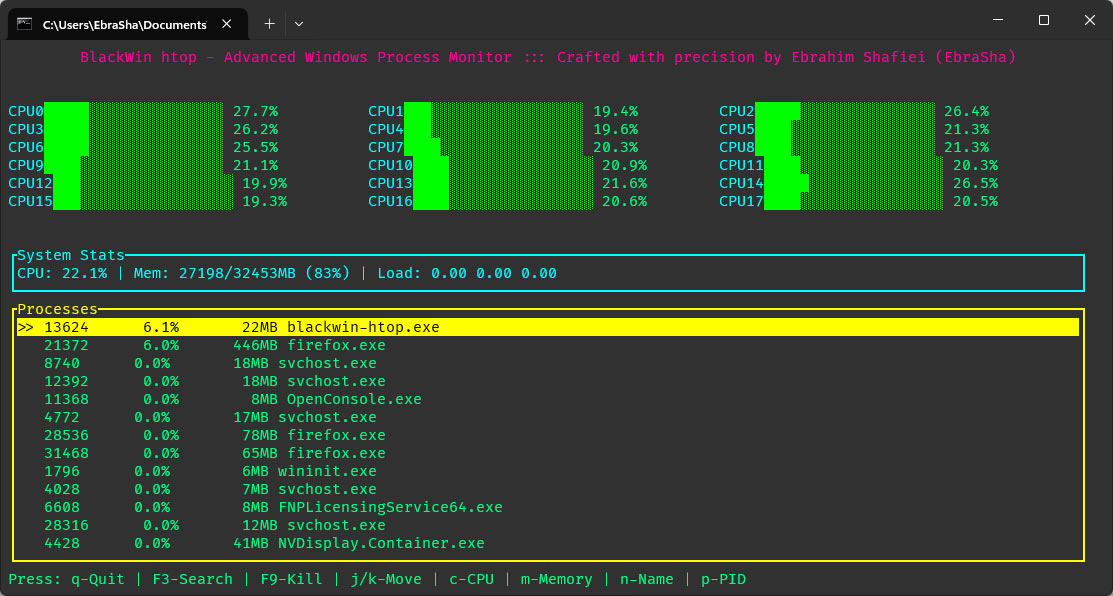 C:\Users\EbraSha\Documents
BlackWin htop - Advanced Windows Process Monitor ::: Crafted with precision by Ebrahim Shafiei (EbraSha)
CPU0 27.7% CPU1 19.4% CPU2 26.4%
CPU3 26.2% CPU4 19.6% CPU5 21.3%
CPU6 25.5% CPU7 20.3% CPU8 21.3%
CPU9 21.1% CPU10 20.9% CPU11 20.3%
CPU12 19.9% CPU13 21.6% CPU14 26.5%
CPU15 19.3% CPU16 20.6% CPU17 20.5%
System Stats
CPU: 22.1% | Mem: 27198/32453MB (83%) | Load: 0.00 0.00 0.00
Processes
>> 13624 6.1% 22MB blackwin-htop.exe
21372 6.0% 446MB firefox.exe
8740 0.0% 18MB svchost.exe
12392 0.0% 18MB svchost.exe
11368 0.0% 8MB OpenConsole.exe
4772 0.0% 17MB svchost.exe
28536 0.0% 78MB firefox.exe
31468 0.0% 65MB firefox.exe
1796 0.0% 6MB wininit.exe
4028 0.0% 7MB svchost.exe
6608 0.0% 8MB FNPLicensingService64.exe
28316 0.0% 12MB svchost.exe
4428 0.0% 41MB NVDisplay.Container.exe
Press: q-Quit | F3-Search | F9-Kill | j/k-Move | c-CPU | m-Memory | n-Name | p-PID